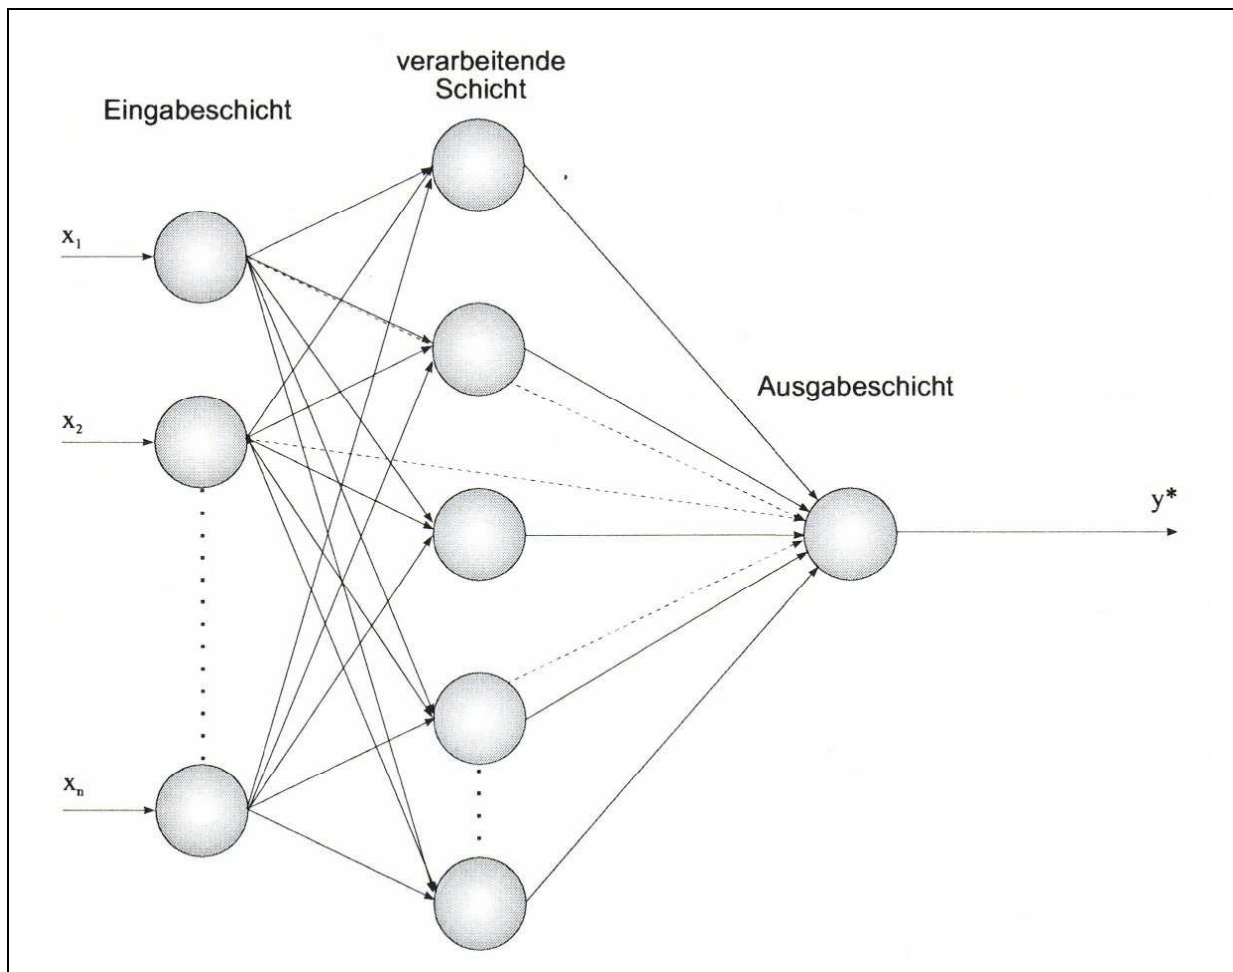 verarbeitende
Schicht
Eingabeschicht
x₁
Ausgabeschicht
x₂
y*
xₙ